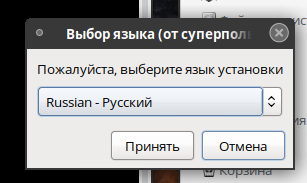 Выбор языка (от суперпол
Пожалуйста, выберите язык установки
Russian - Русский
Принять
Отмена
Корзина